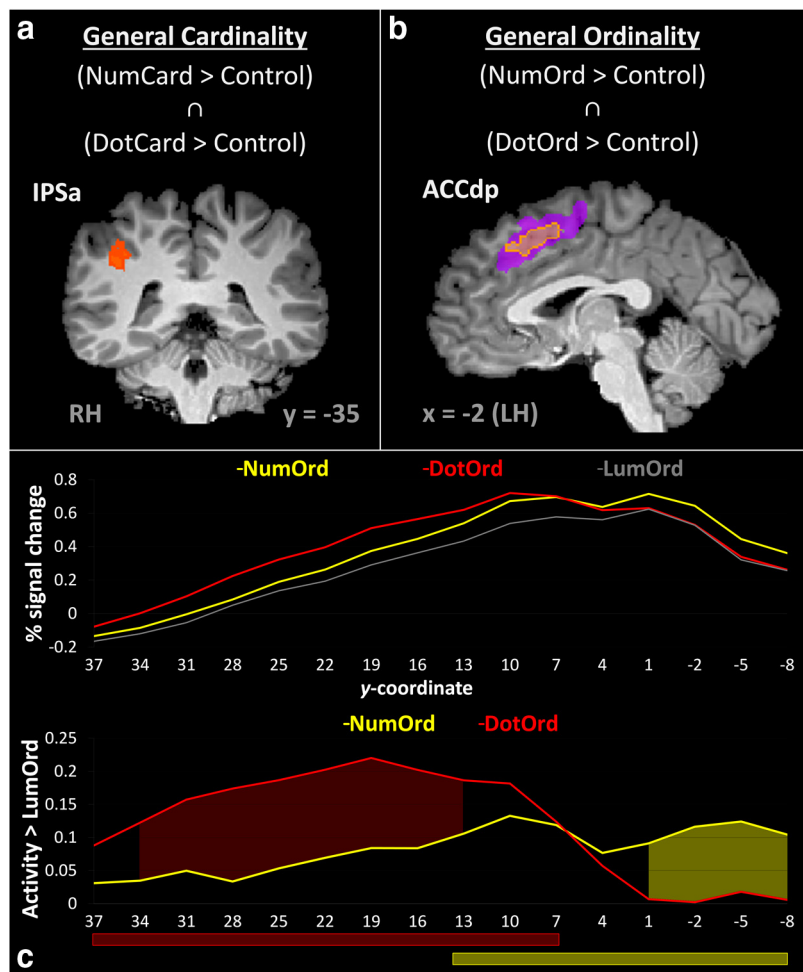 a
General Cardinality
(NumCard > Control)
∩
(DotCard > Control)
IPSa
RH
y = -35
b
General Ordinality
(NumOrd > Control)
∩
(DotOrd > Control)
ACCdp
x = -2 (LH)
-NumOrd -DotOrd -LumOrd
% signal change
0.8
0.6
0.4
0.2
0
-0.2
37 34 31 28 25 22 19 16 13 10 7 4 1 -2 -5 -8
y-coordinate
-NumOrd -DotOrd
Activity > LumOrd
0.25
0.2
0.15
0.1
0.05
0
37 34 31 28 25 22 19 16 13 10 7 4 1 -2 -5 -8
c